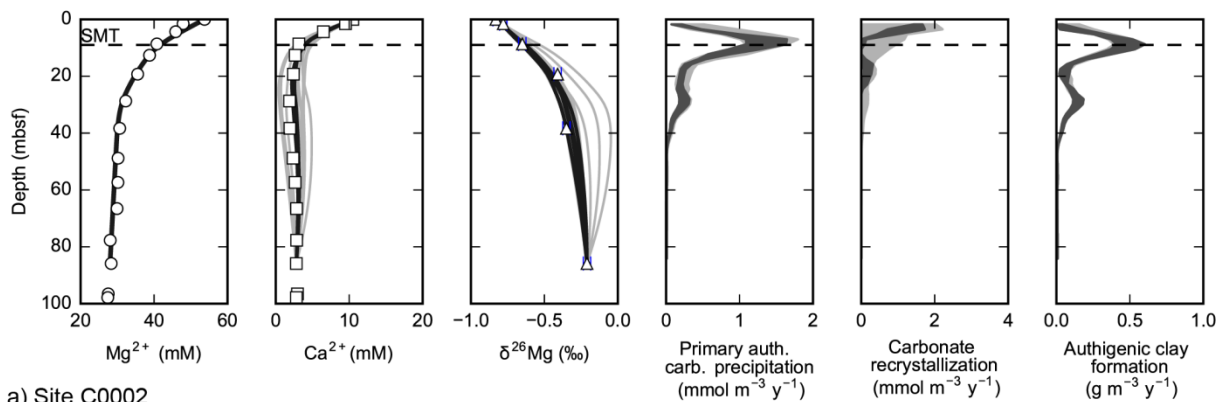 0
20
40
60
80
100
Depth (mbsf)
SMT
20 40 60
Mg²⁺ (mM)
0 10 20
Ca²⁺ (mM)
−1.0 −0.5 0.0
δ²⁶Mg (‰)
0 1 2
Primary auth.
carb. precipitation
(mmol m⁻³ y⁻¹)
0 2 4
Carbonate
recrystallization
(mmol m⁻³ y⁻¹)
0.0 0.5 1.0
Authigenic clay
formation
(g m⁻³ y⁻¹)
a) Site C0002